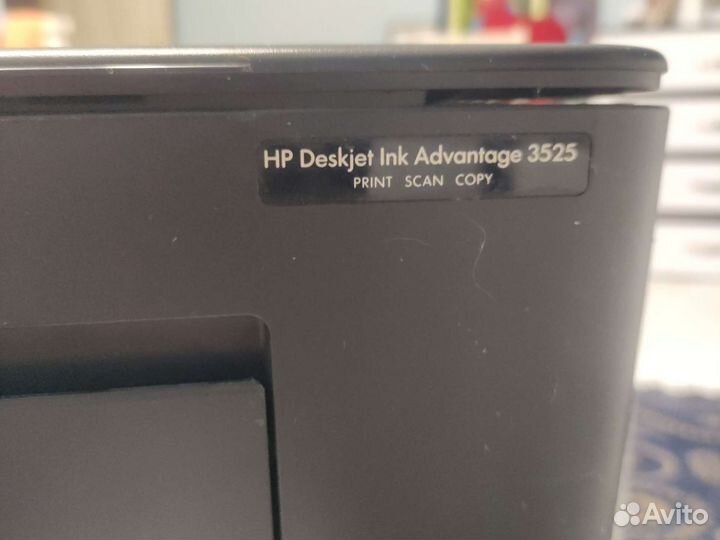 HP Deskjet Ink Advantage 3525
PRINT SCAN COPY
Avito